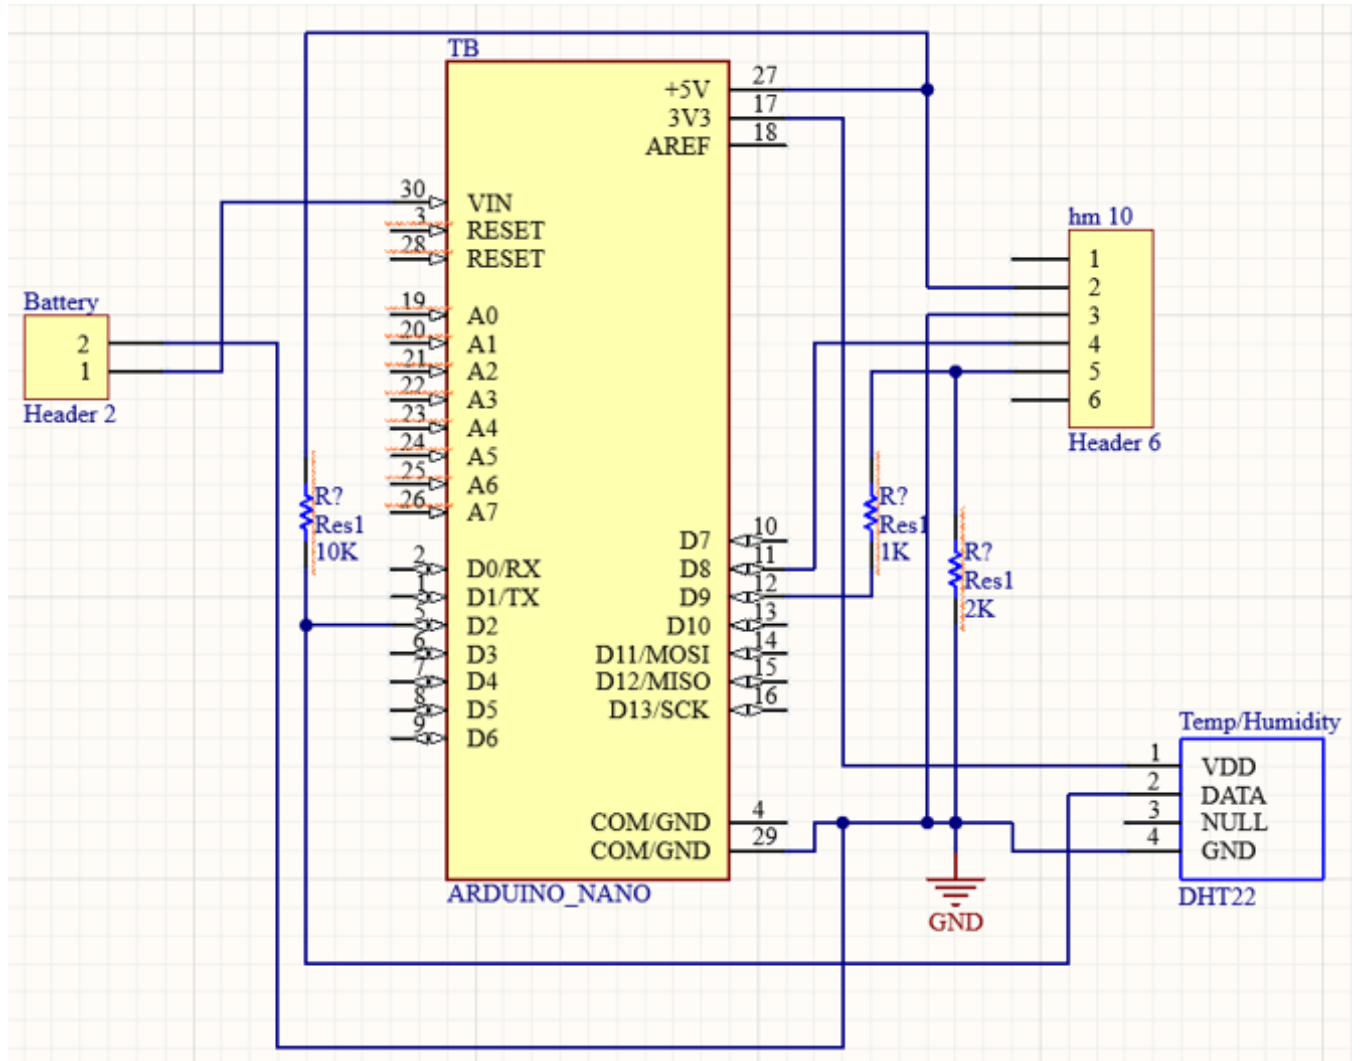 TB
+5V 27
3V3 17
AREF 18
30 VIN
3 RESET
28 RESET
19 A0
20 A1
21 A2
22 A3
23 A4
24 A5
25 A6
26 A7
D7 10
D8 11
D9 12
D10 13
D11/MOSI 14
D12/MISO 15
D13/SCK 16
2 D0/RX
1 D1/TX
5 D2
6 D3
7 D4
8 D5
9 D6
COM/GND 4
COM/GND 29
ARDUINO_NANO
Battery
2
1
Header 2
R?
Res1
10K
hm 10
1
2
3
4
5
6
Header 6
R?
Res1
1K
R?
Res1
2K
Temp/Humidity
1 VDD
2 DATA
3 NULL
4 GND
DHT22
GND